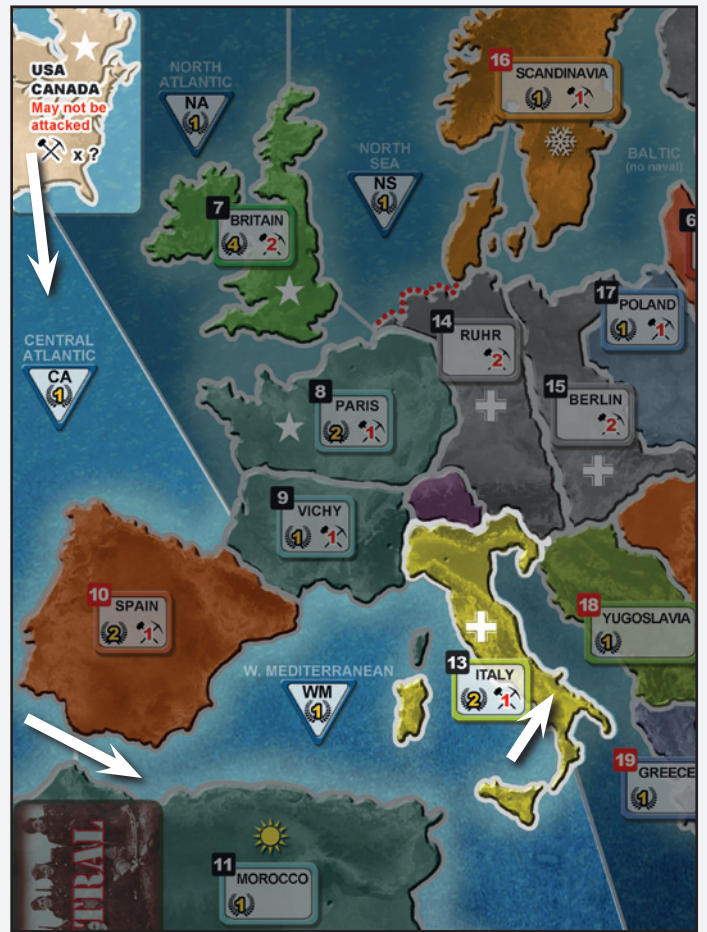 USA
CANADA
May not be
attacked
x ?
NORTH
ATLANTIC
NA
1
NORTH
SEA
NS
1
16
SCANDINAVIA
1 1
BALTIC
(no naval)
6
7
BRITAIN
4 2
17
POLAND
1 1
14
RUHR
2
CENTRAL
ATLANTIC
CA
1
8
PARIS
2 1
15
BERLIN
2
9
VICHY
1 1
10
SPAIN
2 1
18
YUGOSLAVIA
1
W. MEDITERRANEAN
WM
1
13
ITALY
2 1
19
GREECE
1
TRAL
11
MOROCCO
1